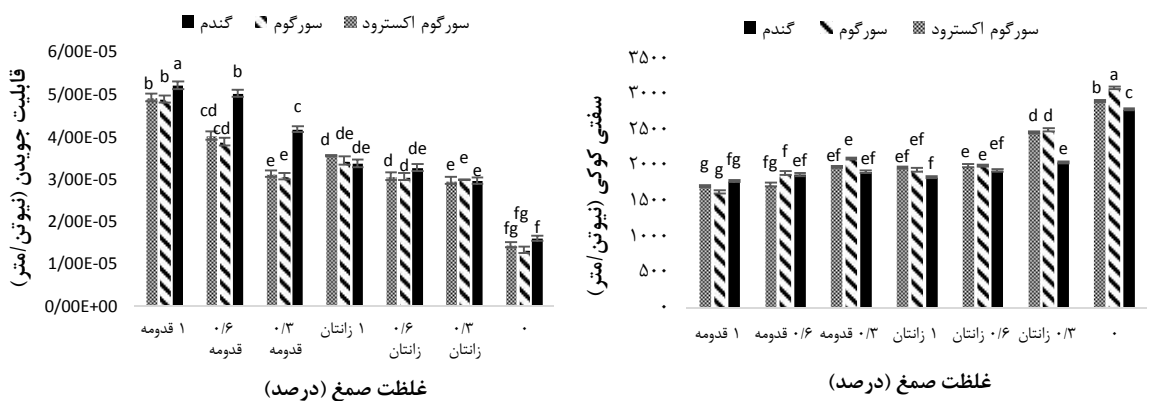 سورگوم اکسترود سورگوم گندم
قابلیت جویدن (نیوتن/متر)
6/00E-05
5/00E-05
4/00E-05
3/00E-05
2/00E-05
1/00E-05
0/00E+00
b b a
cd cd b
e e c
d de de
d d de
e e e
fg fg f
۱ قدومه
۰/۶ قدومه
۰/۳ قدومه
۱ زانتان
۰/۶ زانتان
۰/۳ زانتان
۰
غلظت صمغ (درصد)
سورگوم اکسترود سورگوم گندم
سفتی کوکی (نیوتن/متر)
۳۵۰۰
۳۰۰۰
۲۵۰۰
۲۰۰۰
۱۵۰۰
۱۰۰۰
۵۰۰
۰
g g fg
fg f ef
ef e ef
ef ef f
e e ef
d d e
b a c
۱ قدومه
۰/۶ قدومه
۰/۳ قدومه
۱ زانتان
۰/۶ زانتان
۰/۳ زانتان
۰
غلظت صمغ (درصد)